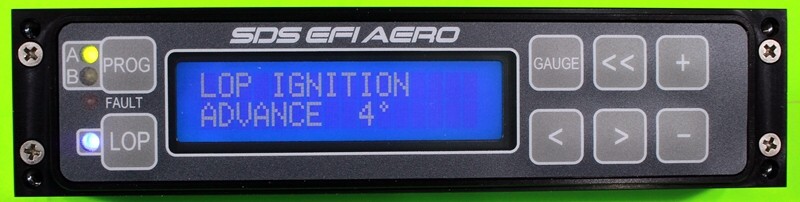 SDS EFI AERO
A
B
PROG
FAULT
LOP
LOP IGNITION
ADVANCE 4°
GAUGE
<<
+
<
>
−